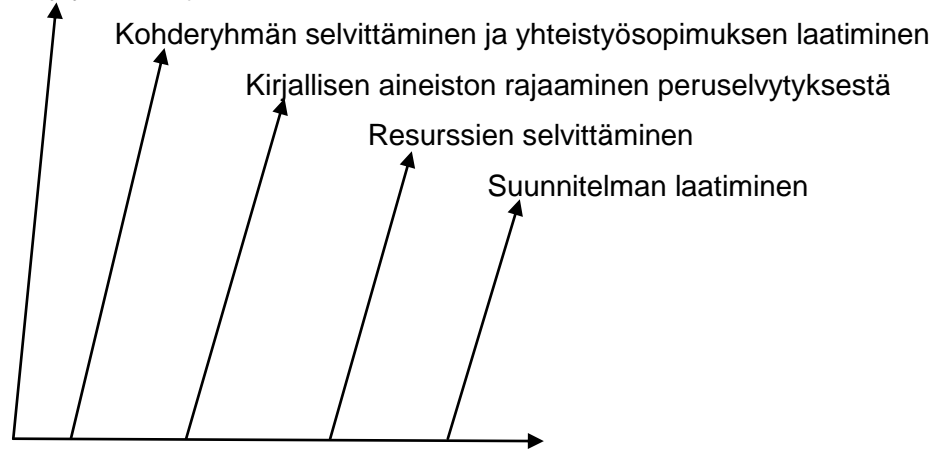 Kohderyhmän selvittäminen ja yhteistyösopimuksen laatiminen
Kirjallisen aineiston rajaaminen peruselvytyksestä
Resurssien selvittäminen
Suunnitelman laatiminen